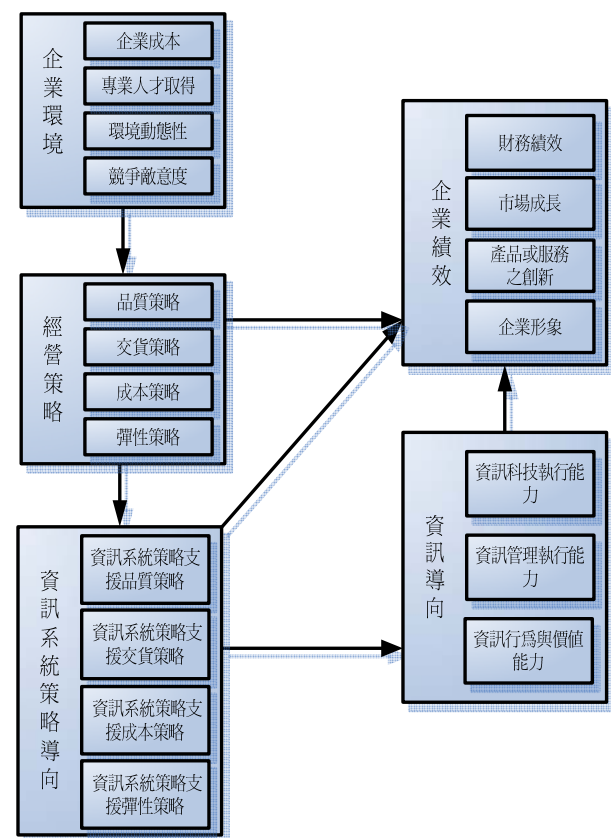 企業環境
企業成本
專業人才取得
環境動態性
競爭敵意度
經營策略
品質策略
交貨策略
成本策略
彈性策略
資訊系統策略導向
資訊系統策略支
援品質策略
資訊系統策略支
援交貨策略
資訊系統策略支
援成本策略
資訊系統策略支
援彈性策略
企業績效
財務績效
市場成長
產品或服務
之創新
企業形象
資訊導向
資訊科技執行能
力
資訊管理執行能
力
資訊行為與價值
能力